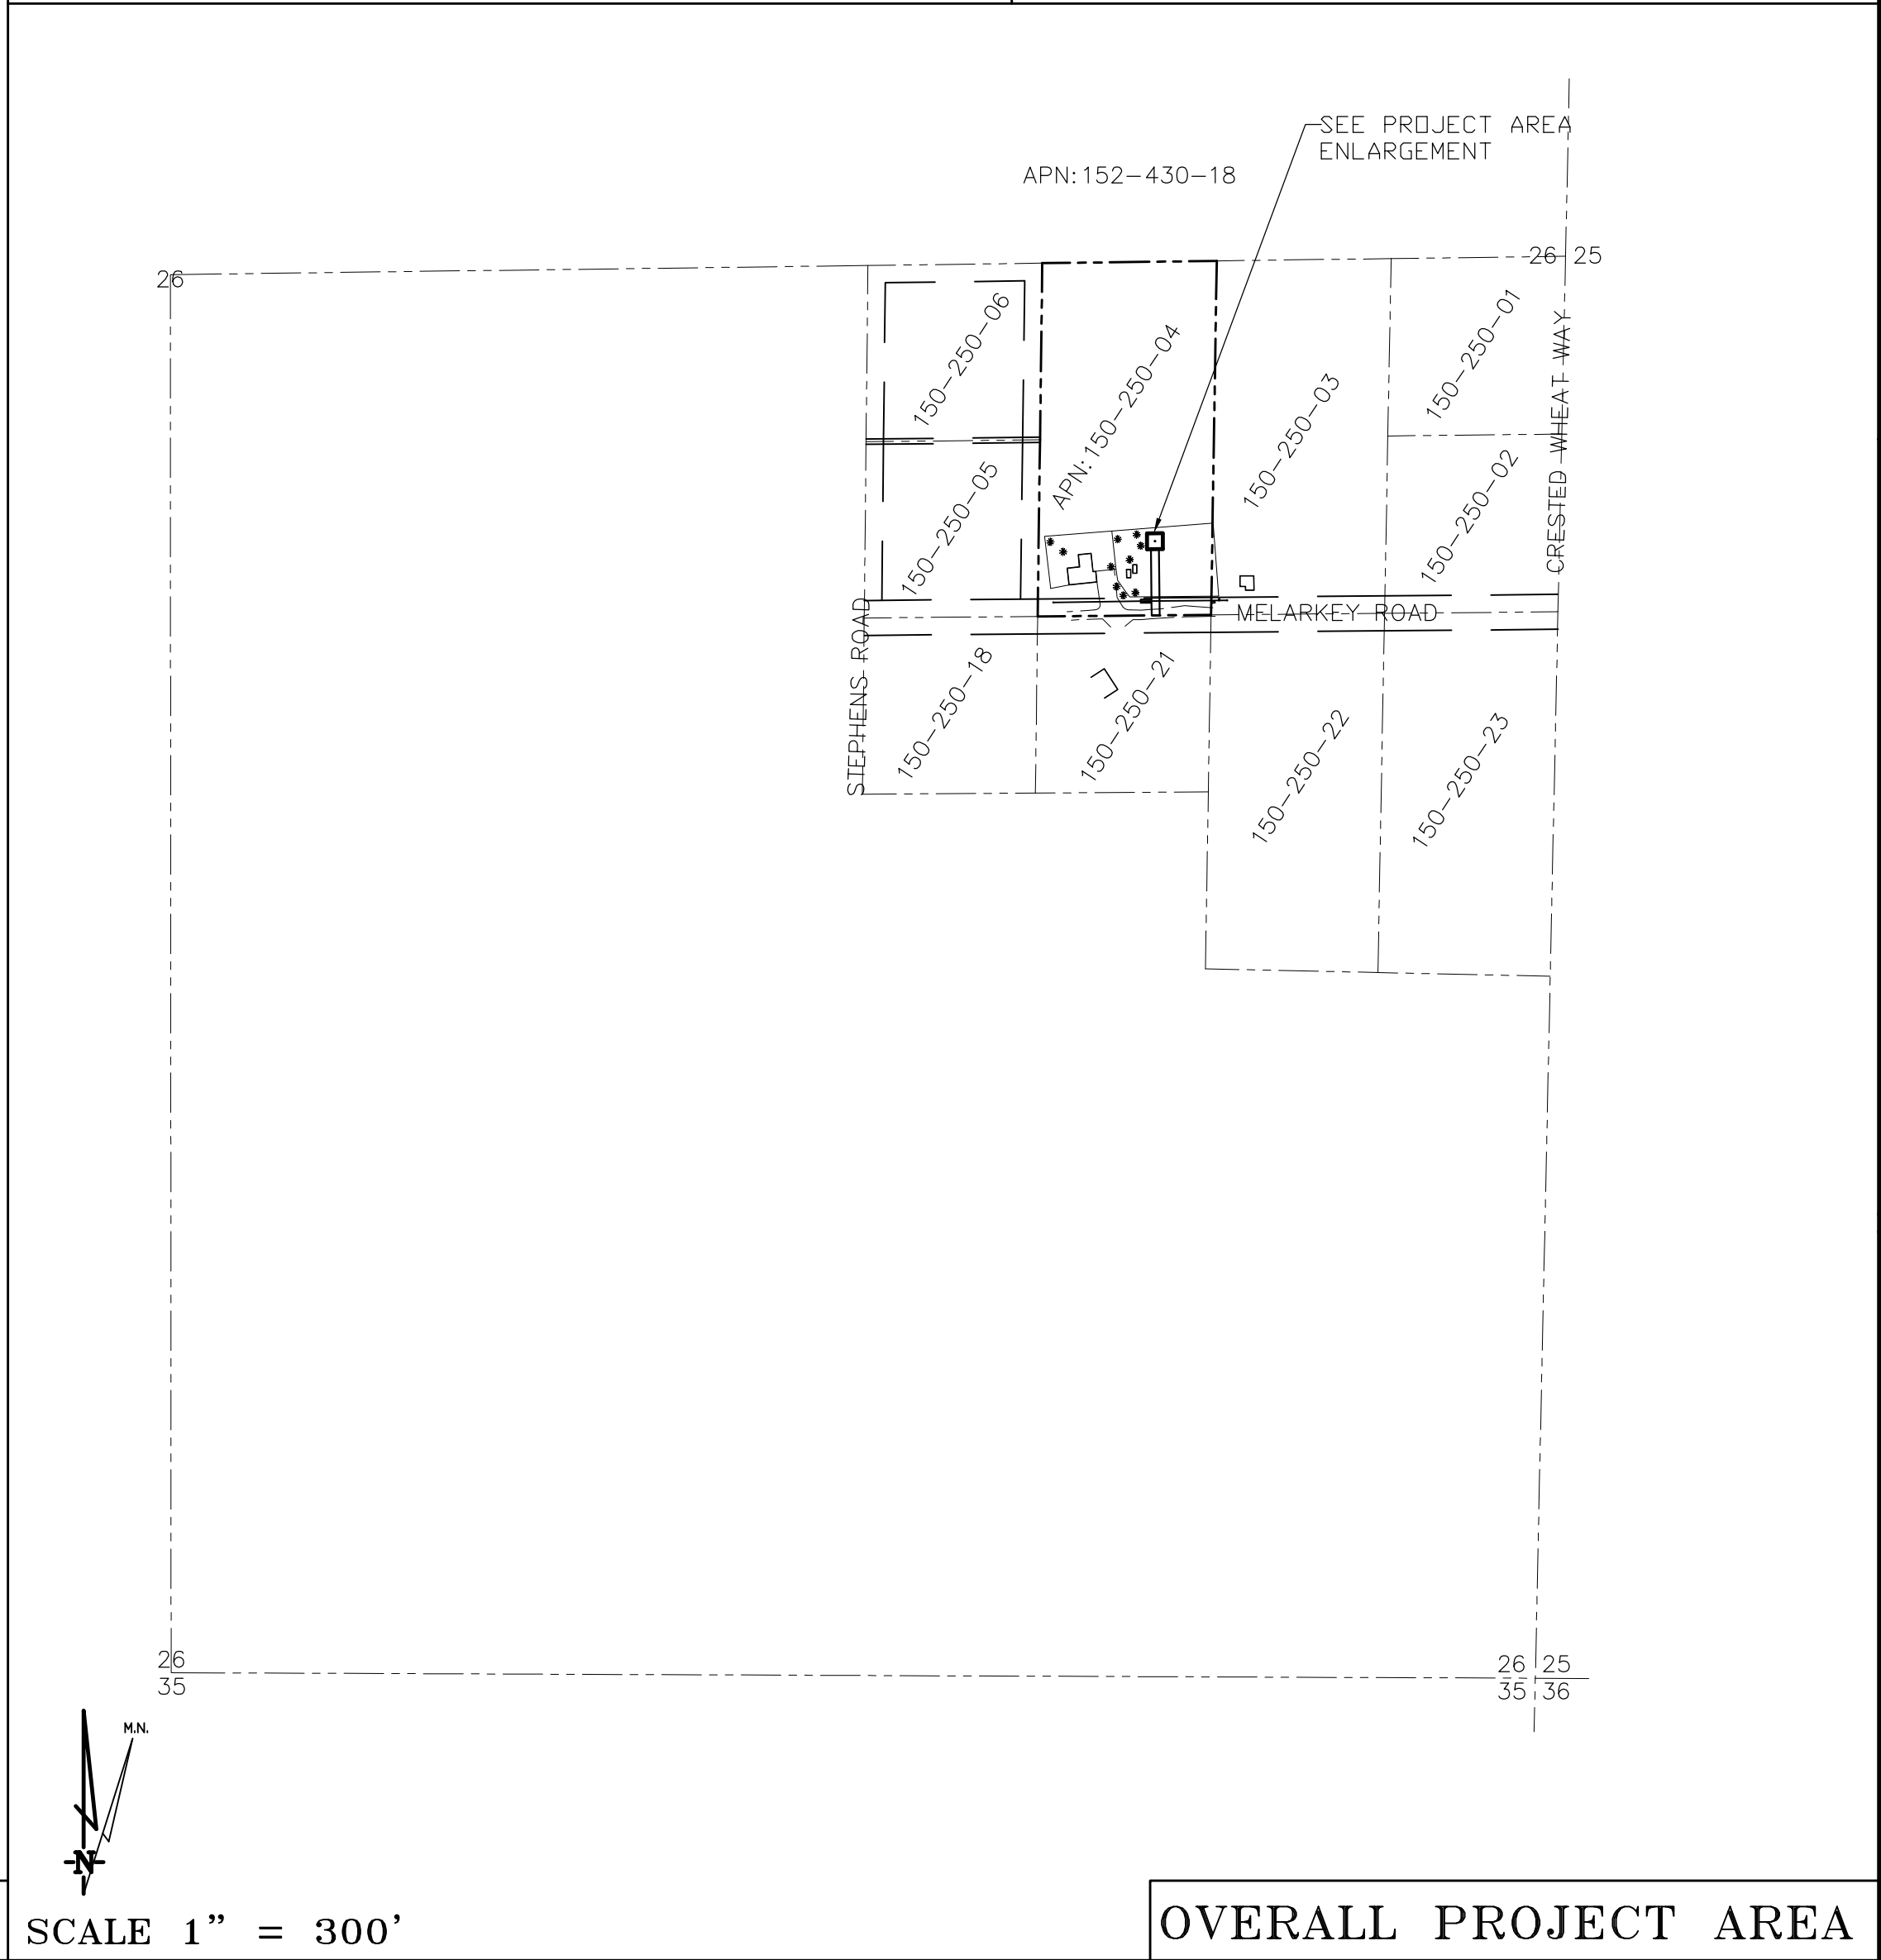 SEE PROJECT AREA
ENLARGEMENT
APN:152-430-18
26
26 25
150-250-06
APN:150-250-04
150-250-03
150-250-01
CRESTED WHEAT WAY
150-250-05
150-250-02
MELARKEY ROAD
STEPHENS ROAD
150-250-18
150-250-21
150-250-22
150-250-23
26
35
26 25
35 36
M.N.
N
SCALE 1" = 300'
OVERALL PROJECT AREA